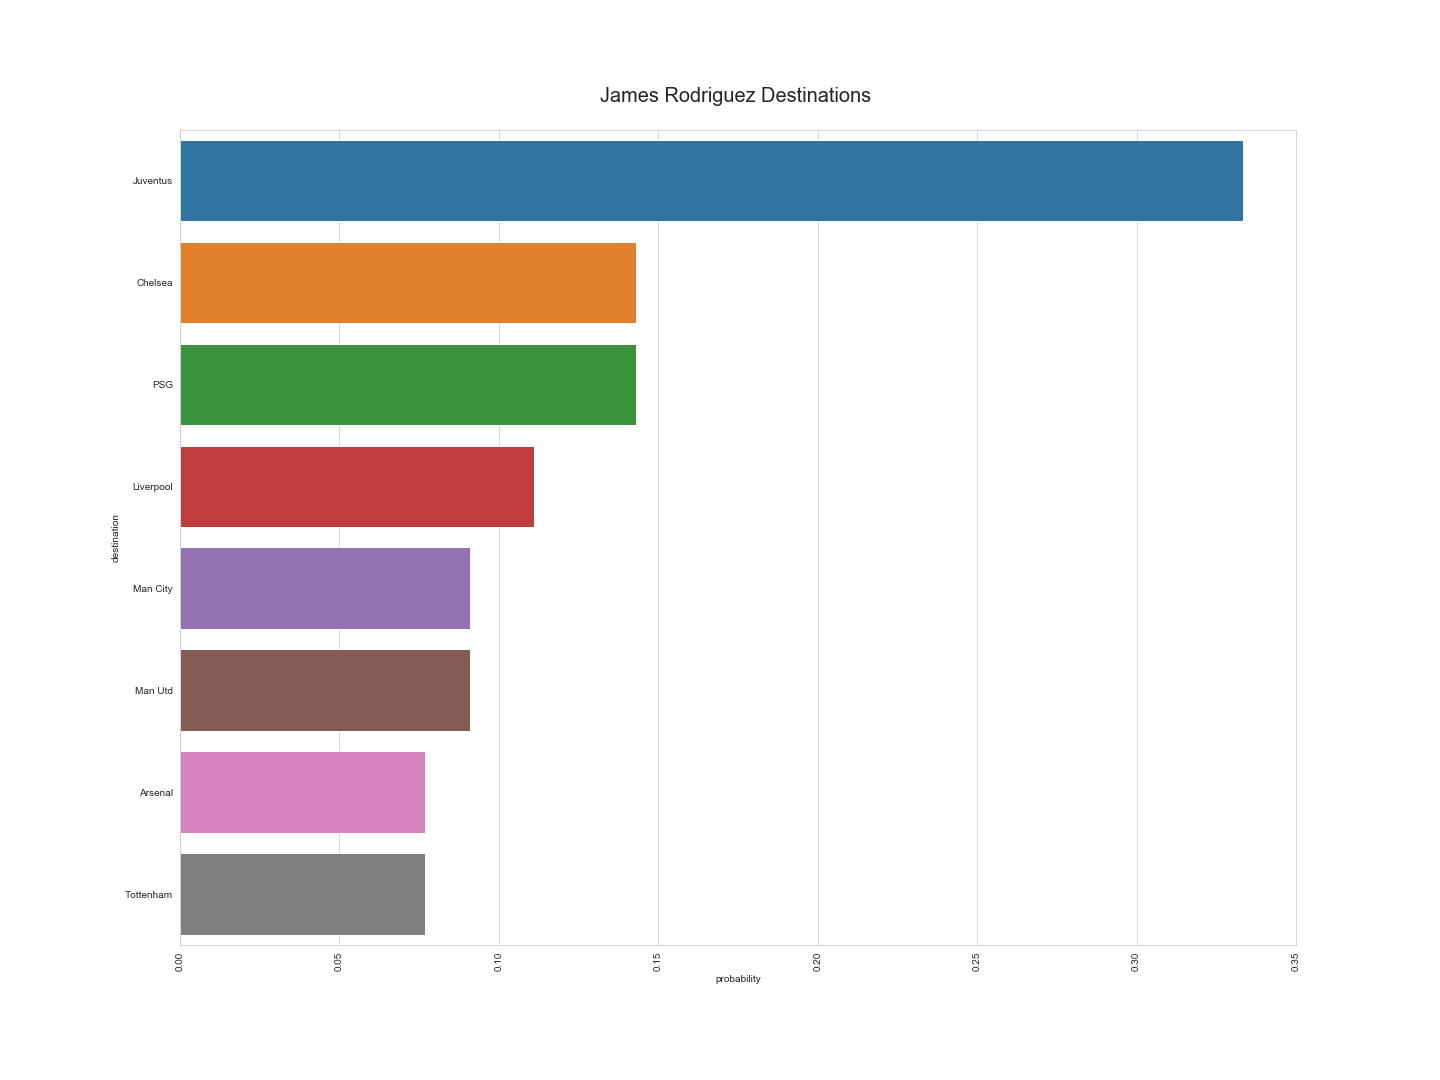 James Rodriguez Destinations
Juventus
Chelsea
PSG
Liverpool
destination
Man City
Man Utd
Arsenal
Tottenham
0.00 0.05 0.10 0.15 0.20 0.25 0.30 0.35
probability